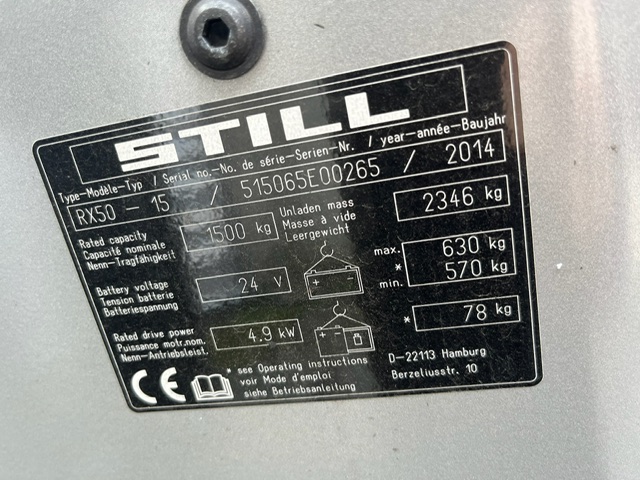 STILL
Type-Modèle-Typ / Serial no.-No. de série-Serien-Nr. / year-année-Baujahr
RX50 - 15 / 515065E00265 / 2014
Rated capacity
Capacité nominale
Nenn-Tragfähigkeit
1500 kg
Unladen mass
Masse à vide
Leergewicht
2346 kg
Battery voltage
Tension batterie
Batteriespannung
24 V
max. 630 kg
* 570 kg
min.
Rated drive power
Puissance motr.nom.
Nenn-Antriebsleist.
4.9 kW
* 78 kg
CE
* see Operating instructions
voir Mode d'emploi
siehe Betriebsanleitung
D-22113 Hamburg
Berzeliusstr. 10